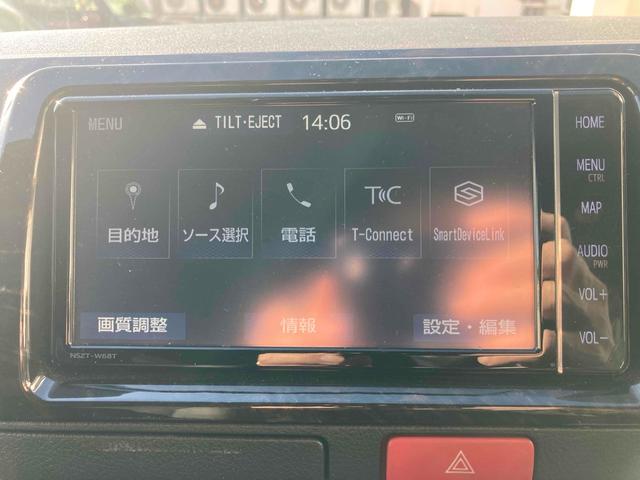 MENU ⏏ TILT·EJECT 14:06 Wi-Fi
目的地 ソース選択 電話 T-Connect SmartDeviceLink
画質調整 情報 設定・編集
NSZT-W68T
HOME
MENU
CTRL
MAP
AUDIO
PWR
VOL+
VOL-